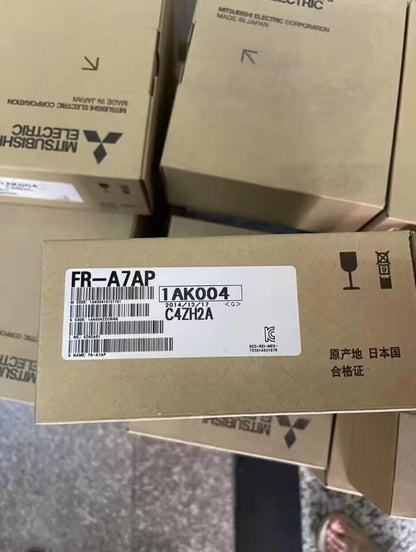 ELECTRIC
MITSUBISHI ELECTRIC CORPORATION
MADE IN JAPAN
MITSUBISHI ELECTRIC CORPORATION
MADE IN JAPAN
MITSUBISHI
ELECTRIC
FR-A7AP
1AK004
2014/12/17 <G>
C4ZH2A
NAME: FR-A7AP
原产地 日本国
合格证
MITSUBISHI
ELECTRIC